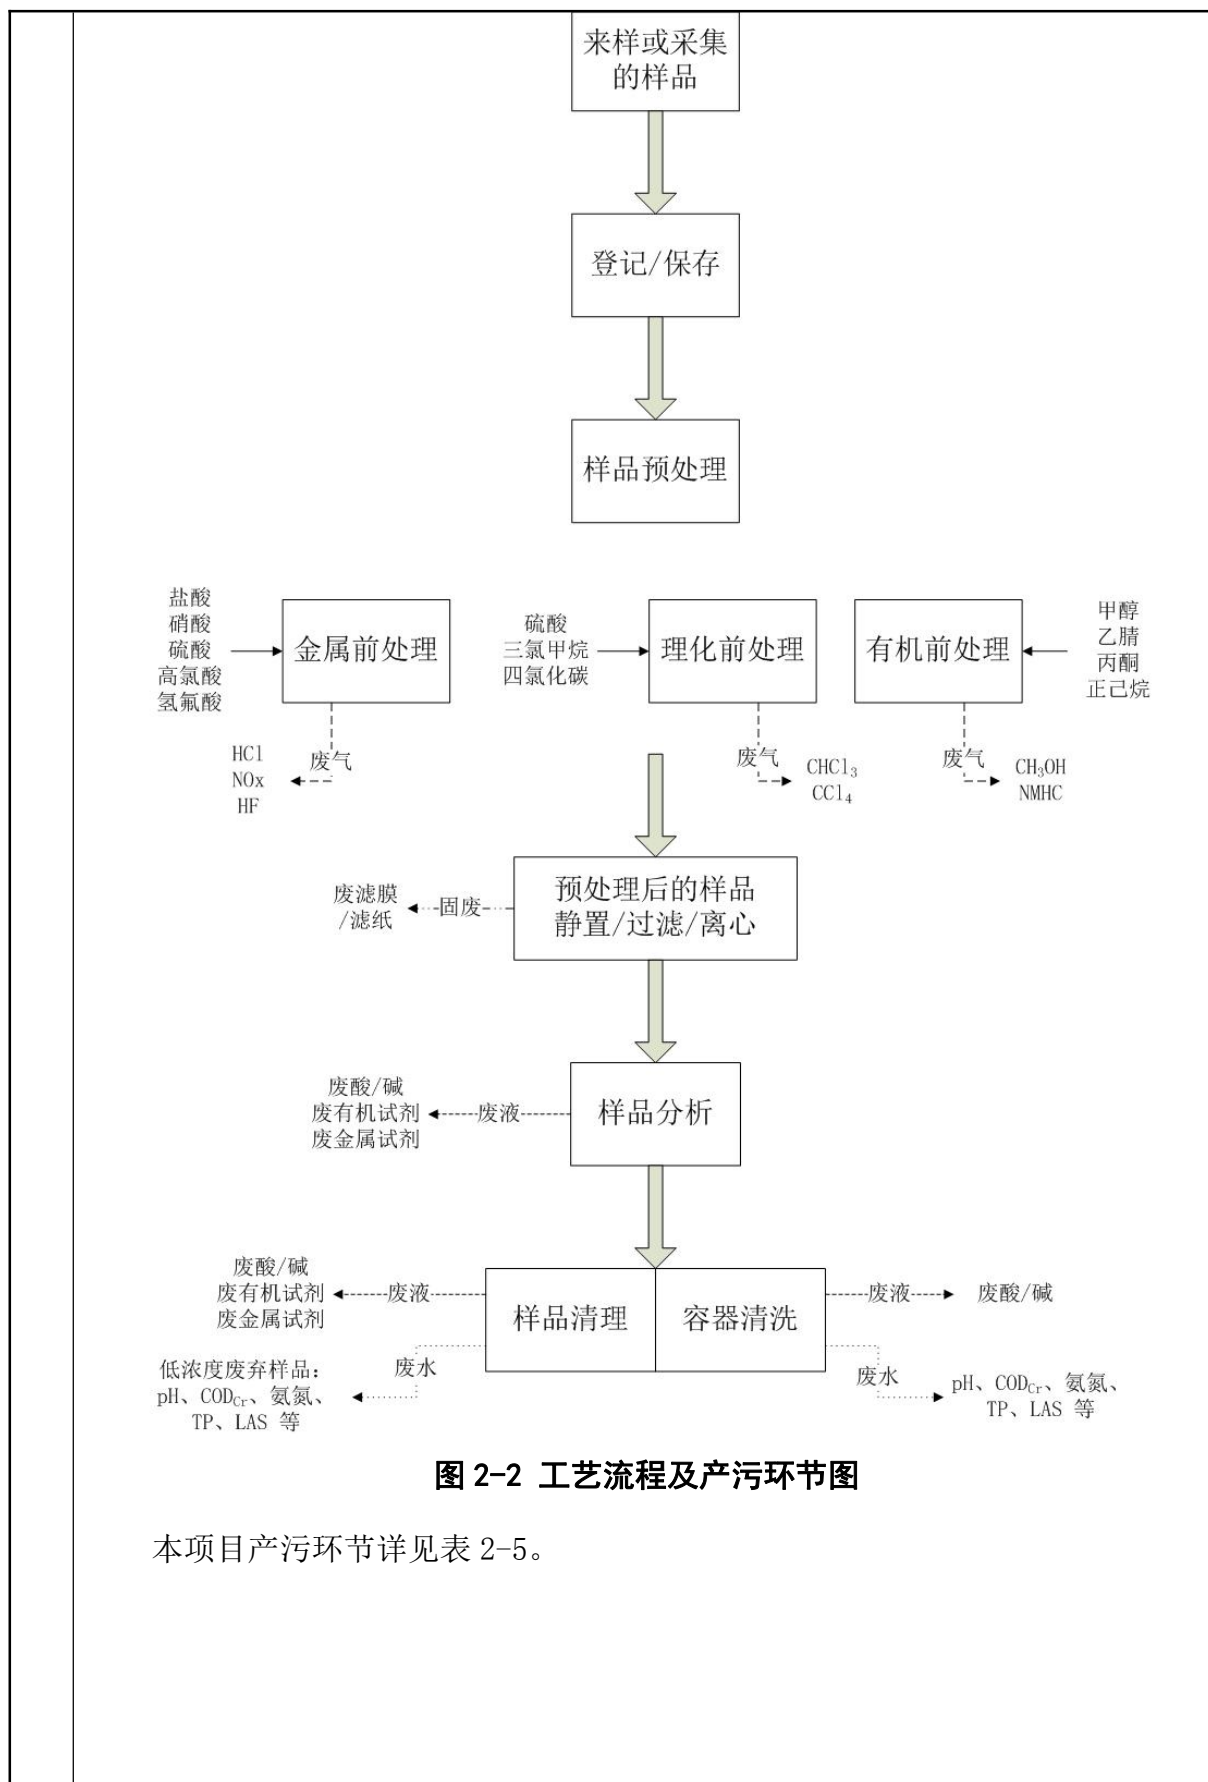 来样或采集
的样品
登记/保存
样品预处理
盐酸
硝酸
硫酸
高氯酸
氢氟酸
金属前处理
硫酸
三氯甲烷
四氯化碳
理化前处理
有机前处理
甲醇
乙腈
丙酮
正己烷
HCl
NOx
HF
废气
废气
CHCl₃
CCl₄
废气
CH₃OH
NMHC
预处理后的样品
静置/过滤/离心
固废
废滤膜
/滤纸
样品分析
废液
废酸/碱
废有机试剂
废金属试剂
废酸/碱
废有机试剂
废金属试剂
废液
样品清理
容器清洗
废液
废酸/碱
低浓度废弃样品：
pH、COD_Cr、氨氮、
TP、LAS 等
废水
废水
pH、COD_Cr、氨氮、
TP、LAS 等
图 2-2 工艺流程及产污环节图
本项目产污环节详见表 2-5。